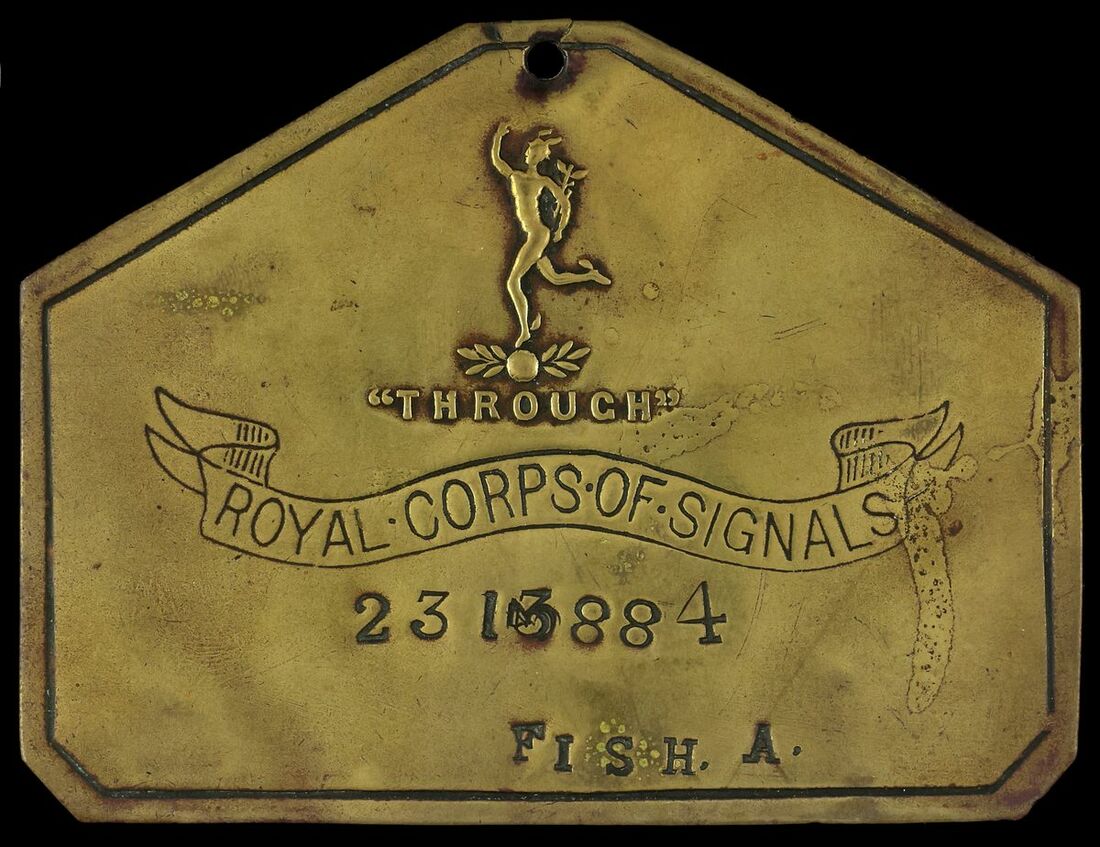 “THROUGH”
ROYAL·CORPS·OF·SIGNALS
2313884
FISH. A.